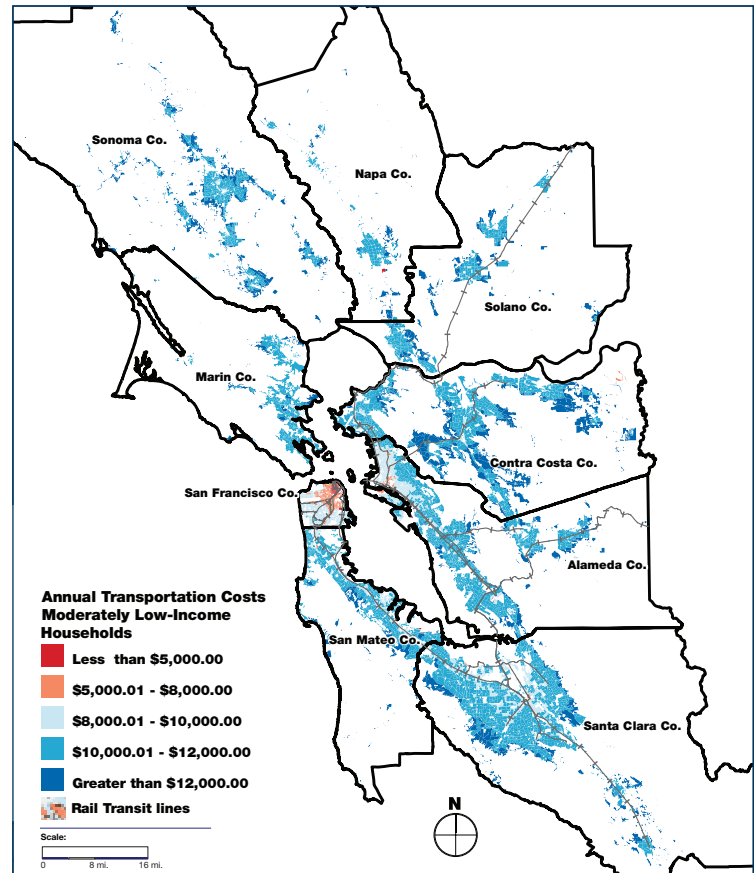 Sonoma Co.
Napa Co.
Solano Co.
Marin Co.
Contra Costa Co.
San Francisco Co.
Alameda Co.
San Mateo Co.
Santa Clara Co.
Annual Transportation Costs
Moderately Low-Income
Households
Less than $5,000.00
$5,000.01 - $8,000.00
$8,000.01 - $10,000.00
$10,000.01 - $12,000.00
Greater than $12,000.00
Rail Transit lines
Scale:
0 8 mi. 16 mi.
N